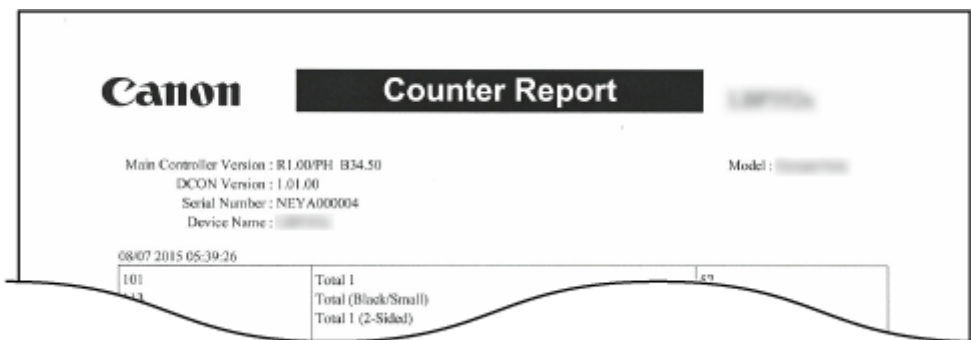 Canon
Counter Report
Main Controller Version : R1.00/PH B34.50
Model :
DCON Version : 1.01.00
Serial Number : NEYA000004
Device Name :
08/07 2015 05:39:26
101 Total 1
Total (Black/Small)
Total 1 (2-Sided)